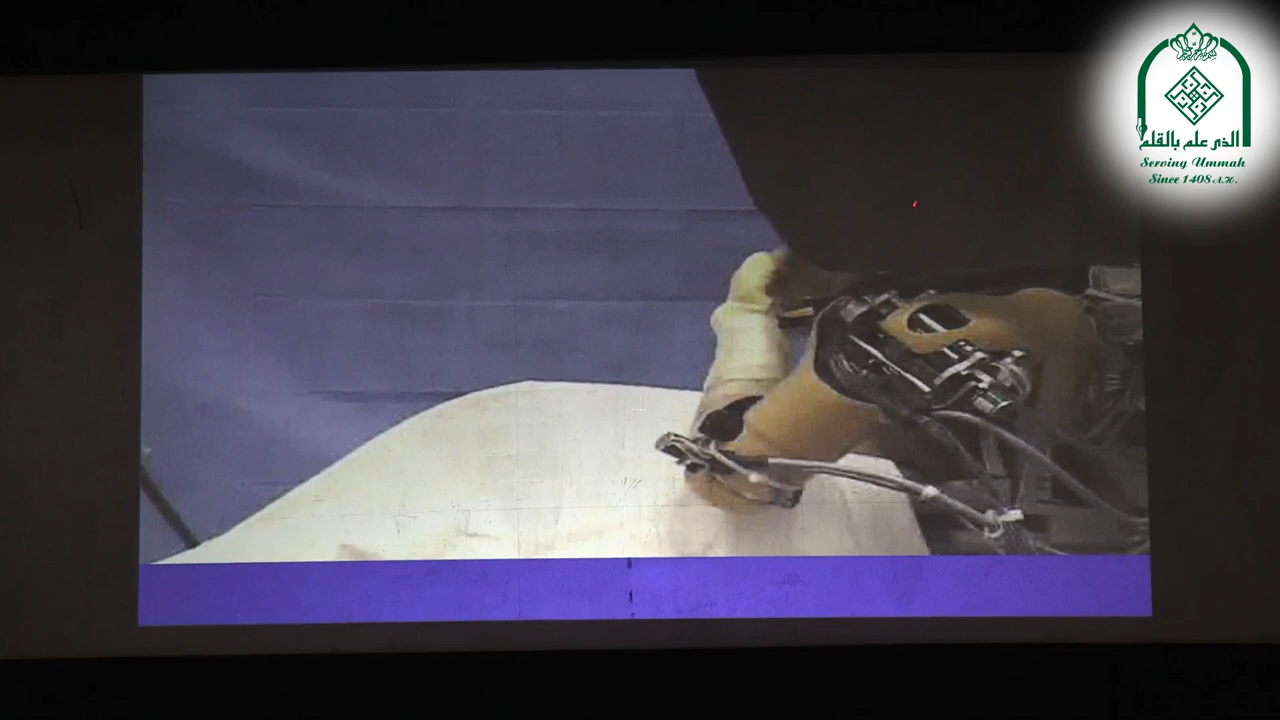 الذي علم بالقلم
Serving Ummah
Since 1408 A.H.